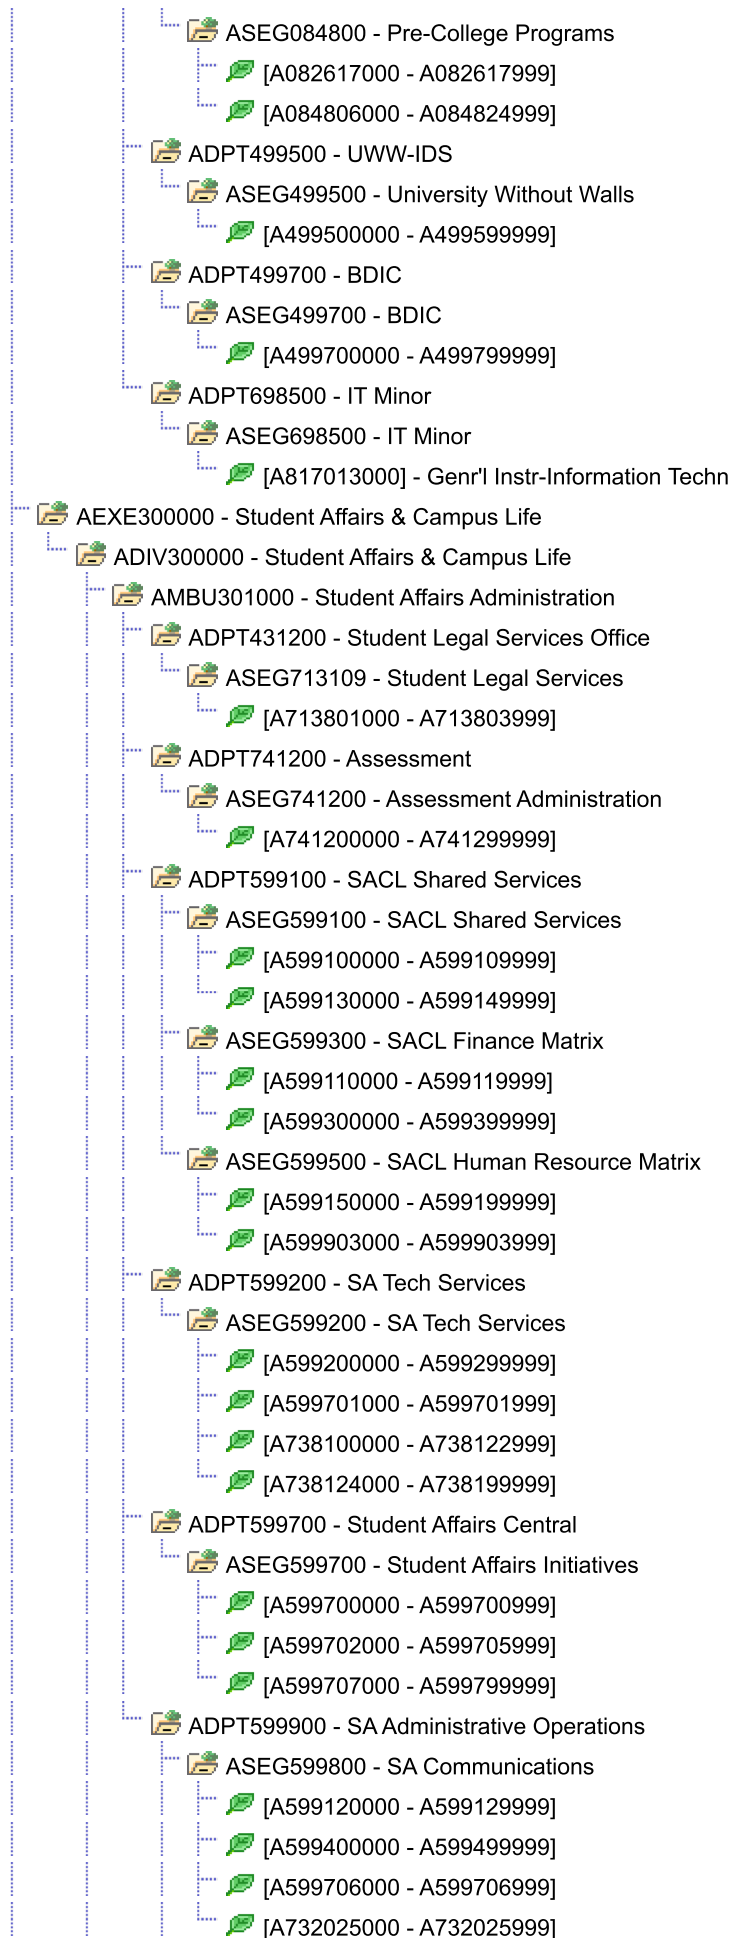 ASEG084800 - Pre-College Programs
[A082617000 - A082617999]
[A084806000 - A084824999]
ADPT499500 - UWW-IDS
ASEG499500 - University Without Walls
[A499500000 - A499599999]
ADPT499700 - BDIC
ASEG499700 - BDIC
[A499700000 - A499799999]
ADPT698500 - IT Minor
ASEG698500 - IT Minor
[A817013000] - Genr'l Instr-Information Techn
AEXE300000 - Student Affairs & Campus Life
ADIV300000 - Student Affairs & Campus Life
AMBU301000 - Student Affairs Administration
ADPT431200 - Student Legal Services Office
ASEG713109 - Student Legal Services
[A713801000 - A713803999]
ADPT741200 - Assessment
ASEG741200 - Assessment Administration
[A741200000 - A741299999]
ADPT599100 - SACL Shared Services
ASEG599100 - SACL Shared Services
[A599100000 - A599109999]
[A599130000 - A599149999]
ASEG599300 - SACL Finance Matrix
[A599110000 - A599119999]
[A599300000 - A599399999]
ASEG599500 - SACL Human Resource Matrix
[A599150000 - A599199999]
[A599903000 - A599903999]
ADPT599200 - SA Tech Services
ASEG599200 - SA Tech Services
[A599200000 - A599299999]
[A599701000 - A599701999]
[A738100000 - A738122999]
[A738124000 - A738199999]
ADPT599700 - Student Affairs Central
ASEG599700 - Student Affairs Initiatives
[A599700000 - A599700999]
[A599702000 - A599705999]
[A599707000 - A599799999]
ADPT599900 - SA Administrative Operations
ASEG599800 - SA Communications
[A599120000 - A599129999]
[A599400000 - A599499999]
[A599706000 - A599706999]
[A732025000 - A732025999]